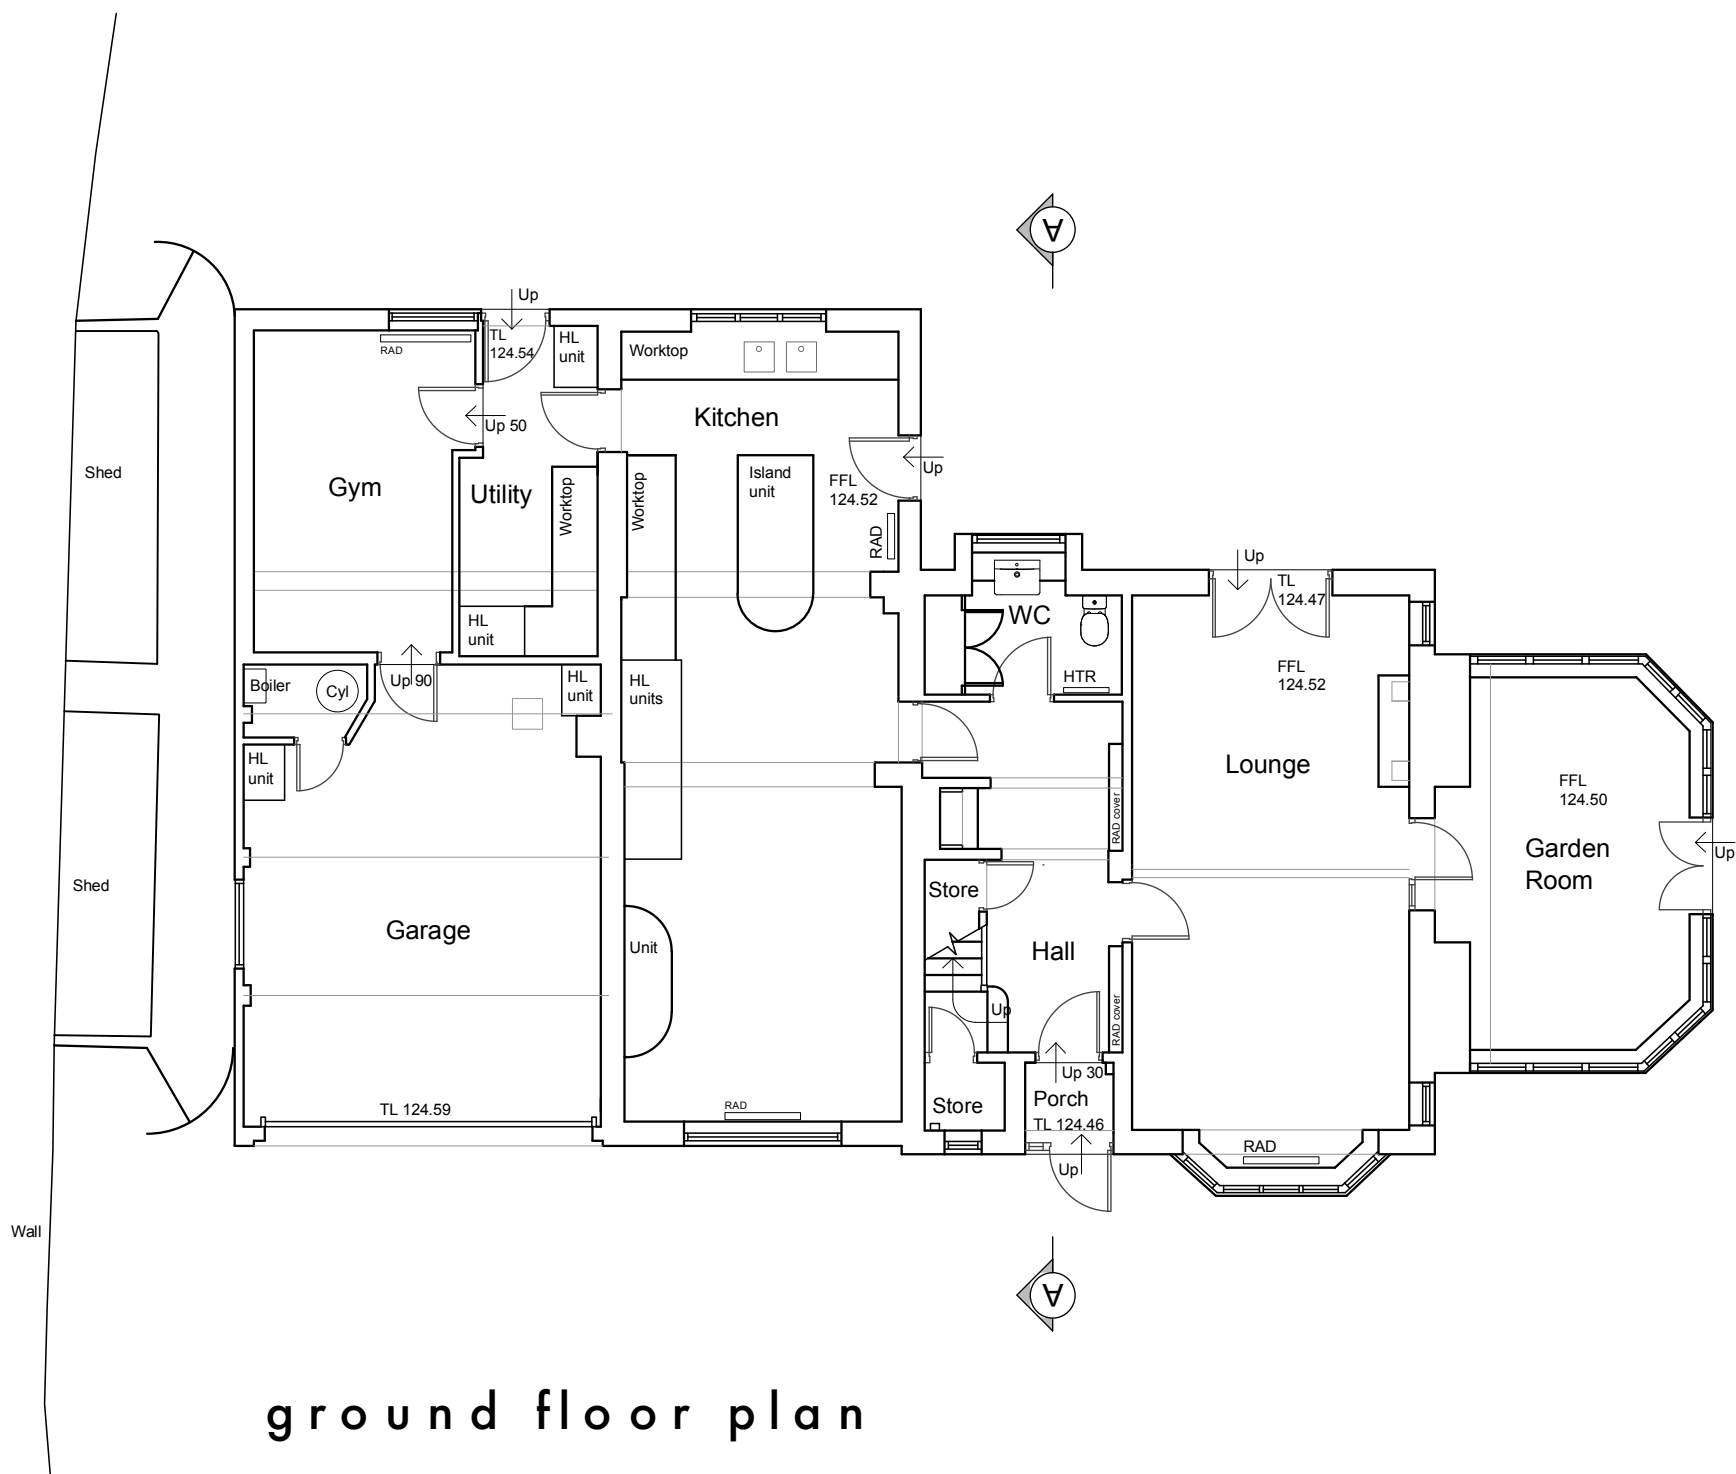 ∀
Up
TL
124.54
HL
unit
Worktop
RAD
Kitchen
Up 50
Up
Shed
Gym
Utility
Worktop
Worktop
Island
unit
FFL
124.52
RAD
Up
TL
124.47
WC
HL
unit
HTR
FFL
124.52
Boiler
Cyl
Up 90
HL
unit
HL
units
HL
unit
Lounge
FFL
124.50
RAD cover
Garden
Room
Up
Shed
Store
Garage
Unit
Hall
Up
RAD cover
Up 30
Porch
TL 124.46
Store
TL 124.59
RAD
RAD
Up
Wall
∀
ground floor plan